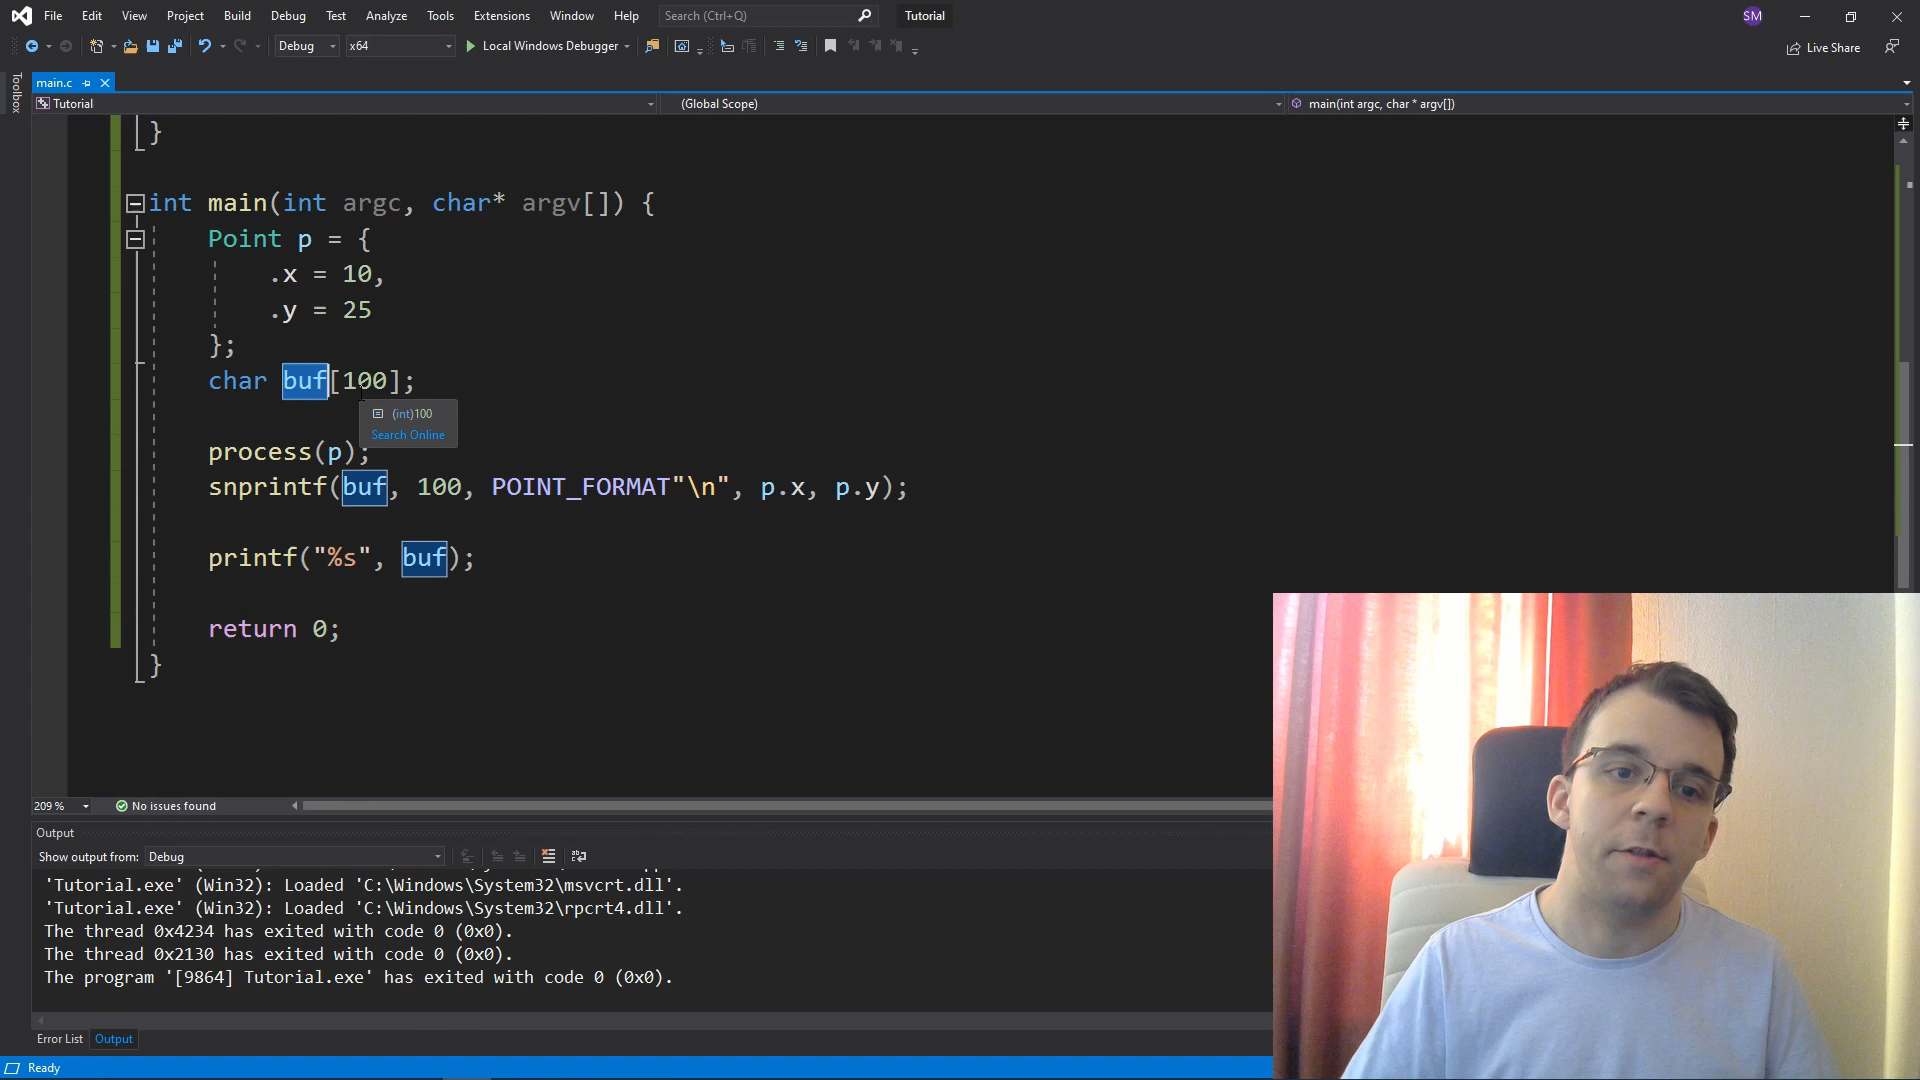 File Edit View Project Build Debug Test Analyze Tools Extensions Window Help Search (Ctrl+Q) Tutorial SM
Debug x64 Local Windows Debugger Live Share
Toolbox
main.c
Tutorial (Global Scope) main(int argc, char * argv[])
}
int main(int argc, char* argv[]) {
Point p = {
.x = 10,
.y = 25
};
char buf[100];
(int)100
Search Online
process(p);
snprintf(buf, 100, POINT_FORMAT"\n", p.x, p.y);
printf("%s", buf);
return 0;
}
209 % No issues found
Output
Show output from: Debug
'Tutorial.exe' (Win32): Loaded 'C:\Windows\System32\msvcrt.dll'.
'Tutorial.exe' (Win32): Loaded 'C:\Windows\System32\rpcrt4.dll'.
The thread 0x4234 has exited with code 0 (0x0).
The thread 0x2130 has exited with code 0 (0x0).
The program '[9864] Tutorial.exe' has exited with code 0 (0x0).
Error List Output
Ready